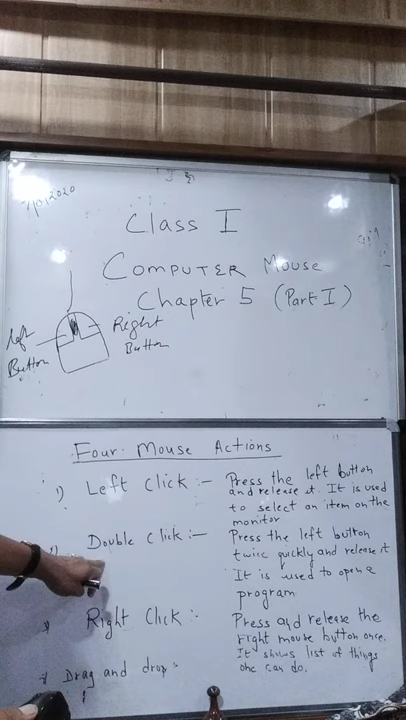 Class I
COMPUTER Mouse
Chapter 5 (Part I)
left
Button
Right
Button
Four Mouse Actions
1) Left Click :- Press the left button
and release it. It is used
to select an item on the
monitor
Double click :- Press the left button
twice quickly and release it
It is used to open a
program
Right Click :- Press and release the
right mouse button once.
It shows list of things
one can do.
Drag and drop :